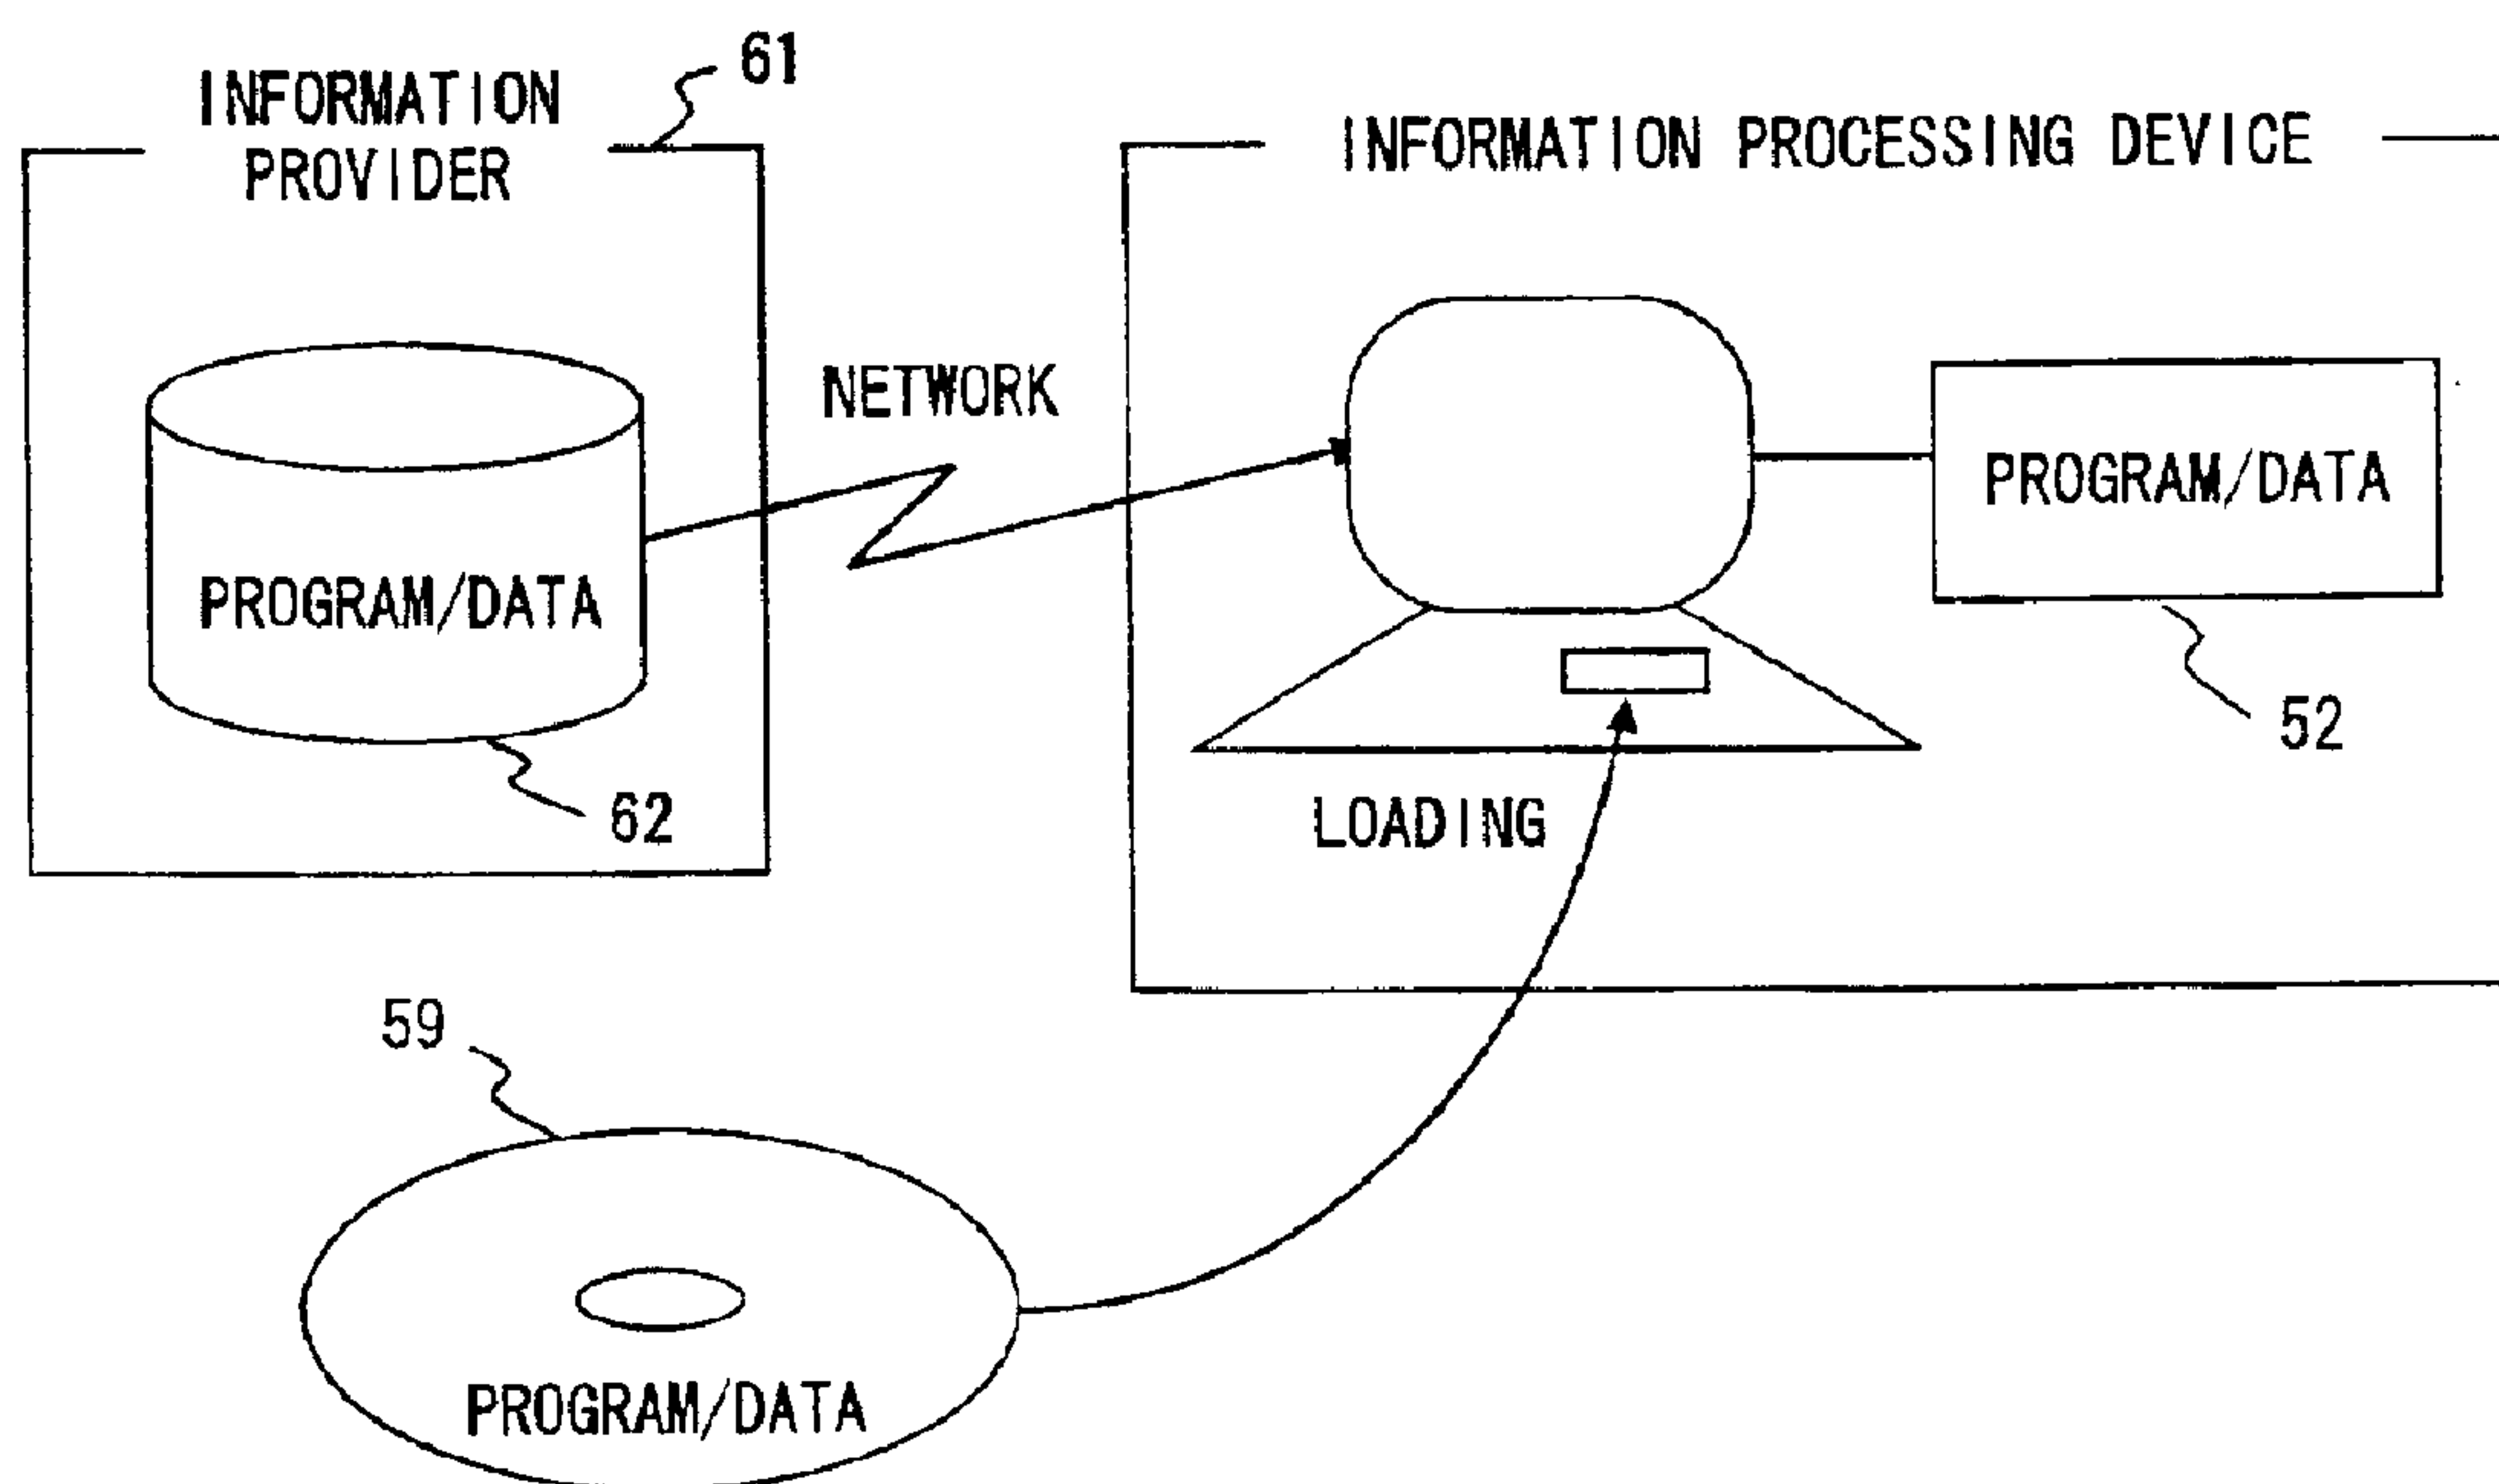 61
INFORMATION
PROVIDER
INFORMATION PROCESSING DEVICE
NETWORK
PROGRAM/DATA
PROGRAM/DATA
52
62
LOADING
59
PROGRAM/DATA